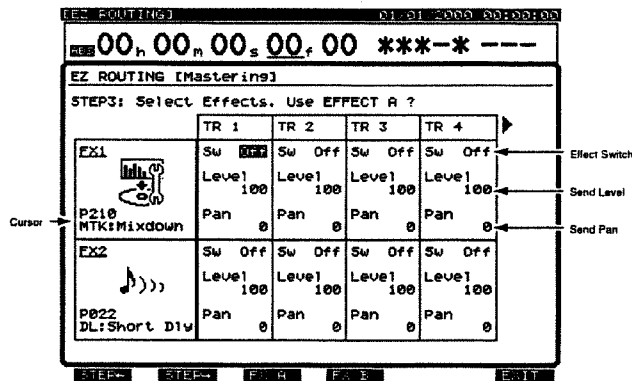 [EZ ROUTING] 01/01/2000 00:00:00
00h 00m 00s 00f 00 ***-* ---
EZ ROUTING [Mastering]
STEP3: Select Effects. Use EFFECT A ?
TR 1 TR 2 TR 3 TR 4
FX1 Sw Off Sw Off Sw Off Sw Off Effect Switch
Level Level Level Level
100 100 100 100 Send Level
Cursor P210 Pan Pan Pan Pan
MTK:Mixdown 0 0 0 0 Send Pan
FX2 Sw Off Sw Off Sw Off Sw Off
Level Level Level Level
100 100 100 100
P022 Pan Pan Pan Pan
DL:Short Dly 0 0 0 0
STEP← STEP→ FX A FX B EXIT